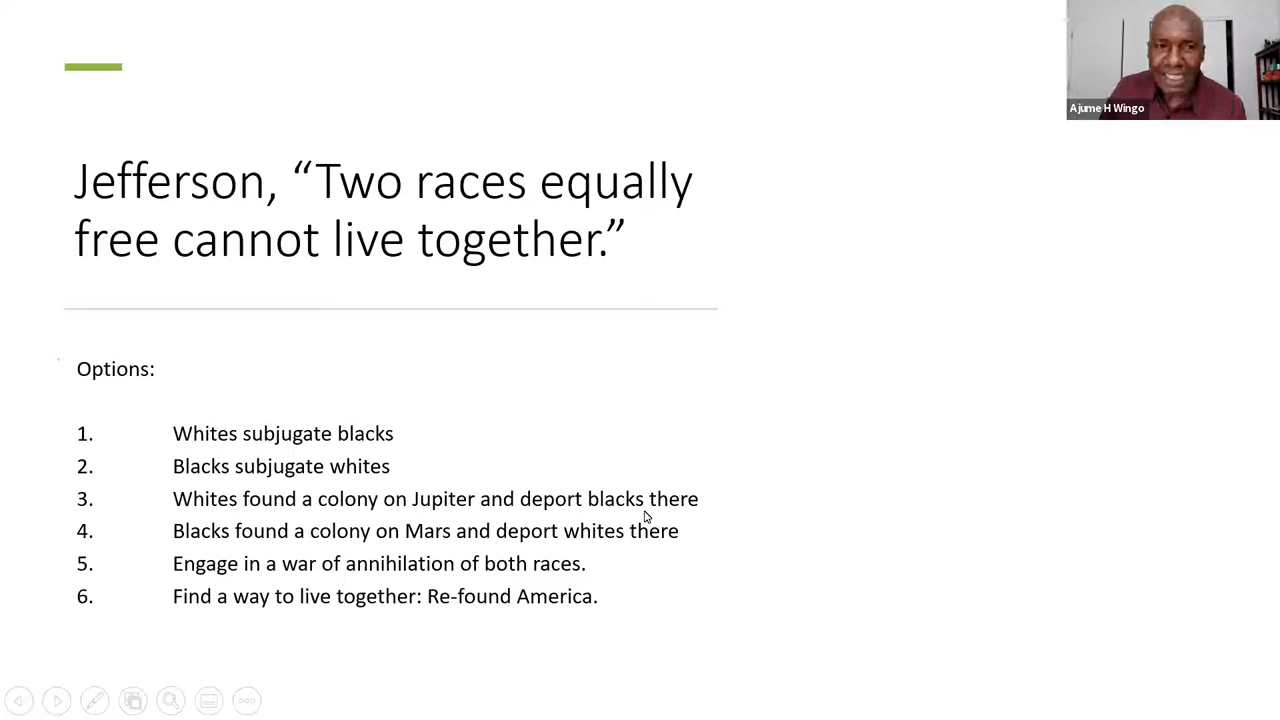 Ajume H Wingo
Jefferson, “Two races equally
free cannot live together.”
Options:
1. Whites subjugate blacks
2. Blacks subjugate whites
3. Whites found a colony on Jupiter and deport blacks there
4. Blacks found a colony on Mars and deport whites there
5. Engage in a war of annihilation of both races.
6. Find a way to live together: Re-found America.